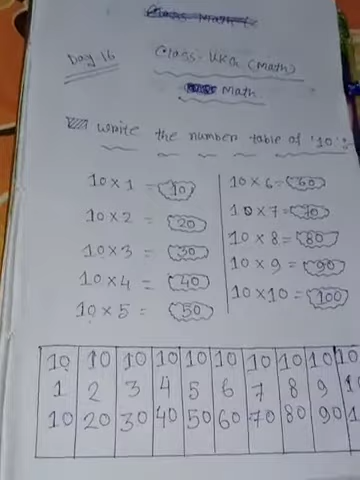 Class Math
Day 16
Class- UKG (Math)
Math
Write the number table of '10':-
10×1 = 10
10×2 = 20
10×3 = 30
10×4 = 40
10×5 = 50
10×6= 60
10×7= 70
10×8= 80
10×9 = 90
10×10 = 100
10 10 10 10 10 10 10 10 10 10
1 2 3 4 5 6 7 8 9
10 20 30 40 50 60 70 80 90